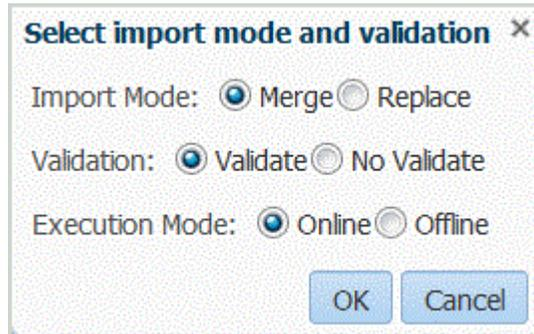 Select import mode and validation ×
Import Mode: Merge Replace
Validation: Validate No Validate
Execution Mode: Online Offline
OK Cancel